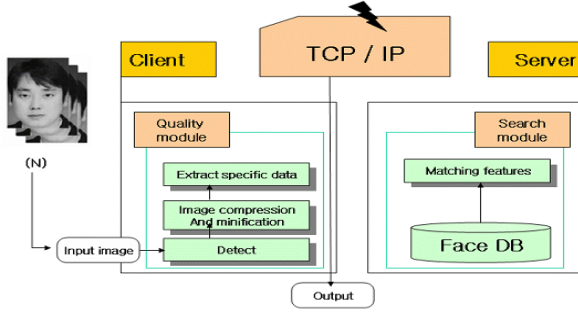 Client
TCP / IP
Server
Quality
module
Search
module
Extract specific data
Matching features
(N)
Image compression
And minification
Input image
Detect
Face DB
Output